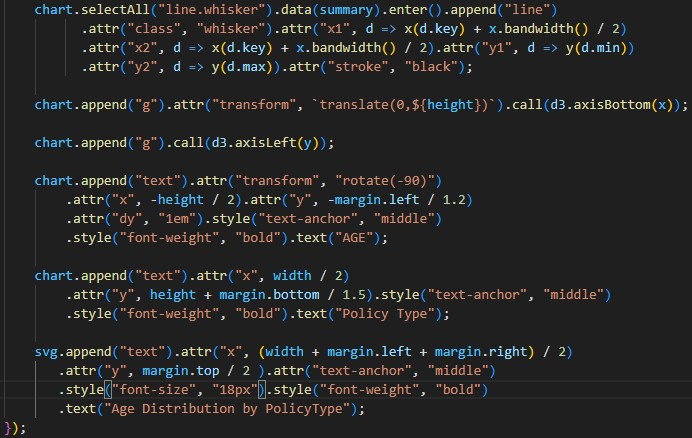 chart.selectAll("line.whisker").data(summary).enter().append("line")
.attr("class", "whisker").attr("x1", d => x(d.key) + x.bandwidth() / 2)
.attr("x2", d => x(d.key) + x.bandwidth() / 2).attr("y1", d => y(d.min))
.attr("y2", d => y(d.max)).attr("stroke", "black");
chart.append("g").attr("transform", `translate(0,${height})`).call(d3.axisBottom(x));
chart.append("g").call(d3.axisLeft(y));
chart.append("text").attr("transform", "rotate(-90)")
.attr("x", -height / 2).attr("y", -margin.left / 1.2)
.attr("dy", "1em").style("text-anchor", "middle")
.style("font-weight", "bold").text("AGE");
chart.append("text").attr("x", width / 2)
.attr("y", height + margin.bottom / 1.5).style("text-anchor", "middle")
.style("font-weight", "bold").text("Policy Type");
svg.append("text").attr("x", (width + margin.left + margin.right) / 2)
.attr("y", margin.top / 2 ).attr("text-anchor", "middle")
.style("font-size", "18px").style("font-weight", "bold")
.text("Age Distribution by PolicyType");
});